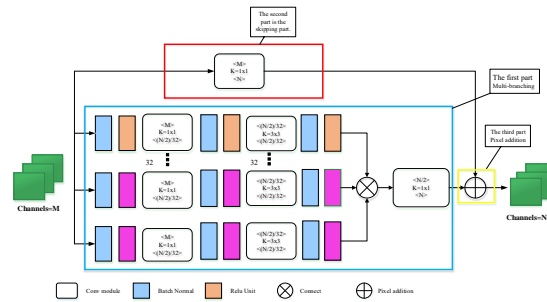 The second
part is the
skipping part.
<M>
K=1x1
<N>
The first part
Multi-branching
<M>
K=1x1
<(N/2)/32>
<(N/2)/32>
K=3x3
<(N/2)/32>
32
32
The third part
Pixel addition
<M>
K=1x1
<(N/2)/32>
<(N/2)/32>
K=3x3
<(N/2)/32>
<N/2>
K=1x1
<N>
Channels=M
Channels=N
<M>
K=1x1
<(N/2)/32>
<(N/2)/32>
K=3x3
<(N/2)/32>
Conv module
Batch Normal
Relu Unit
Connect
Pixel addition